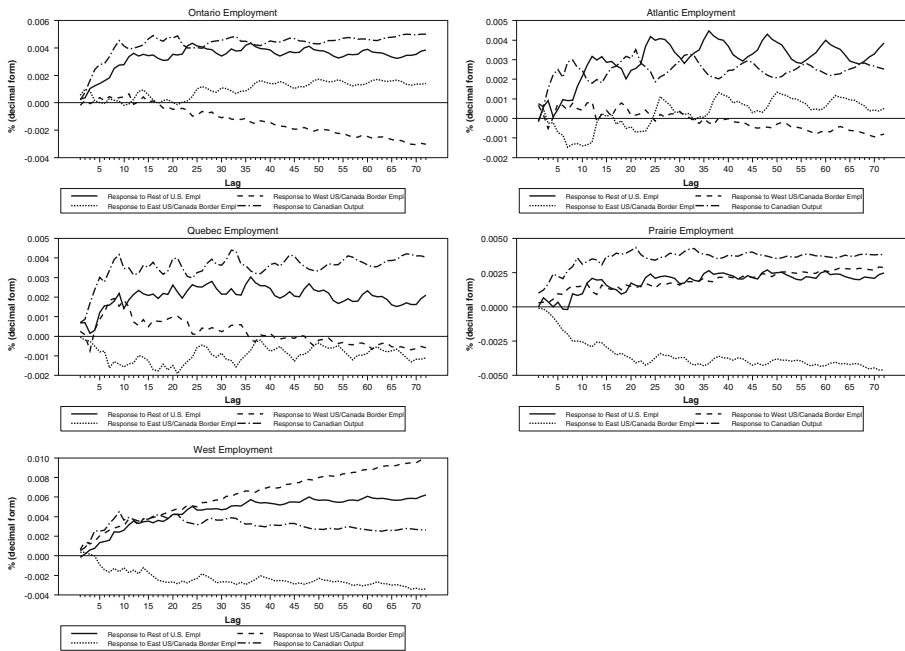 Ontario Employment
% (decimal form)
0.006
0.004
0.002
0.000
-0.002
-0.004
5 10 15 20 25 30 35 40 45 50 55 60 65 70
Lag
Response to Rest of U.S. Empl
Response to West US/Canada Border Empl
Response to East US/Canada Border Empl
Response to Canadian Output
Atlantic Employment
% (decimal form)
0.005
0.004
0.003
0.002
0.001
0.000
-0.001
-0.002
5 10 15 20 25 30 35 40 45 50 55 60 65 70
Lag
Response to Rest of U.S. Empl
Response to West US/Canada Border Empl
Response to East US/Canada Border Empl
Response to Canadian Output
Quebec Employment
% (decimal form)
0.005
0.004
0.003
0.002
0.001
0.000
-0.001
-0.002
5 10 15 20 25 30 35 40 45 50 55 60 65 70
Lag
Response to Rest of U.S. Empl
Response to West US/Canada Border Empl
Response to East US/Canada Border Empl
Response to Canadian Output
Prairie Employment
% (decimal form)
0.0050
0.0025
0.0000
-0.0025
-0.0050
5 10 15 20 25 30 35 40 45 50 55 60 65 70
Lag
Response to Rest of U.S. Empl
Response to West US/Canada Border Empl
Response to East US/Canada Border Empl
Response to Canadian Output
West Employment
% (decimal form)
0.010
0.008
0.006
0.004
0.002
0.000
-0.002
-0.004
5 10 15 20 25 30 35 40 45 50 55 60 65 70
Lag
Response to Rest of U.S. Empl
Response to West US/Canada Border Empl
Response to East US/Canada Border Empl
Response to Canadian Output